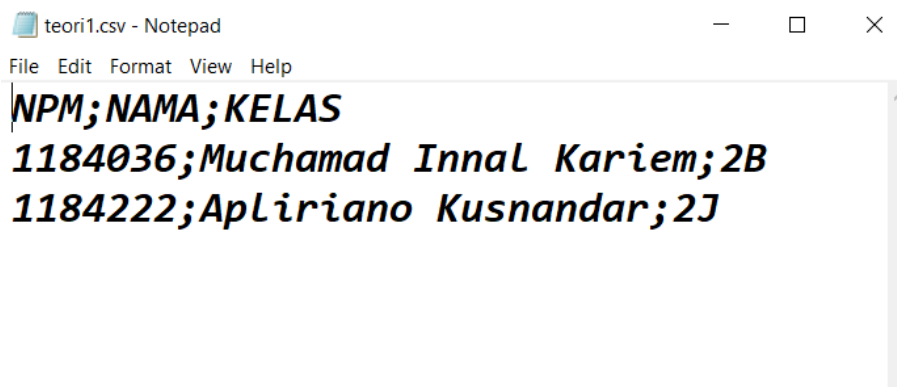 teori1.csv - Notepad
File Edit Format View Help
NPM;NAMA;KELAS
1184036;Muchamad Innal Kariem;2B
1184222;Apliriano Kusnandar;2J